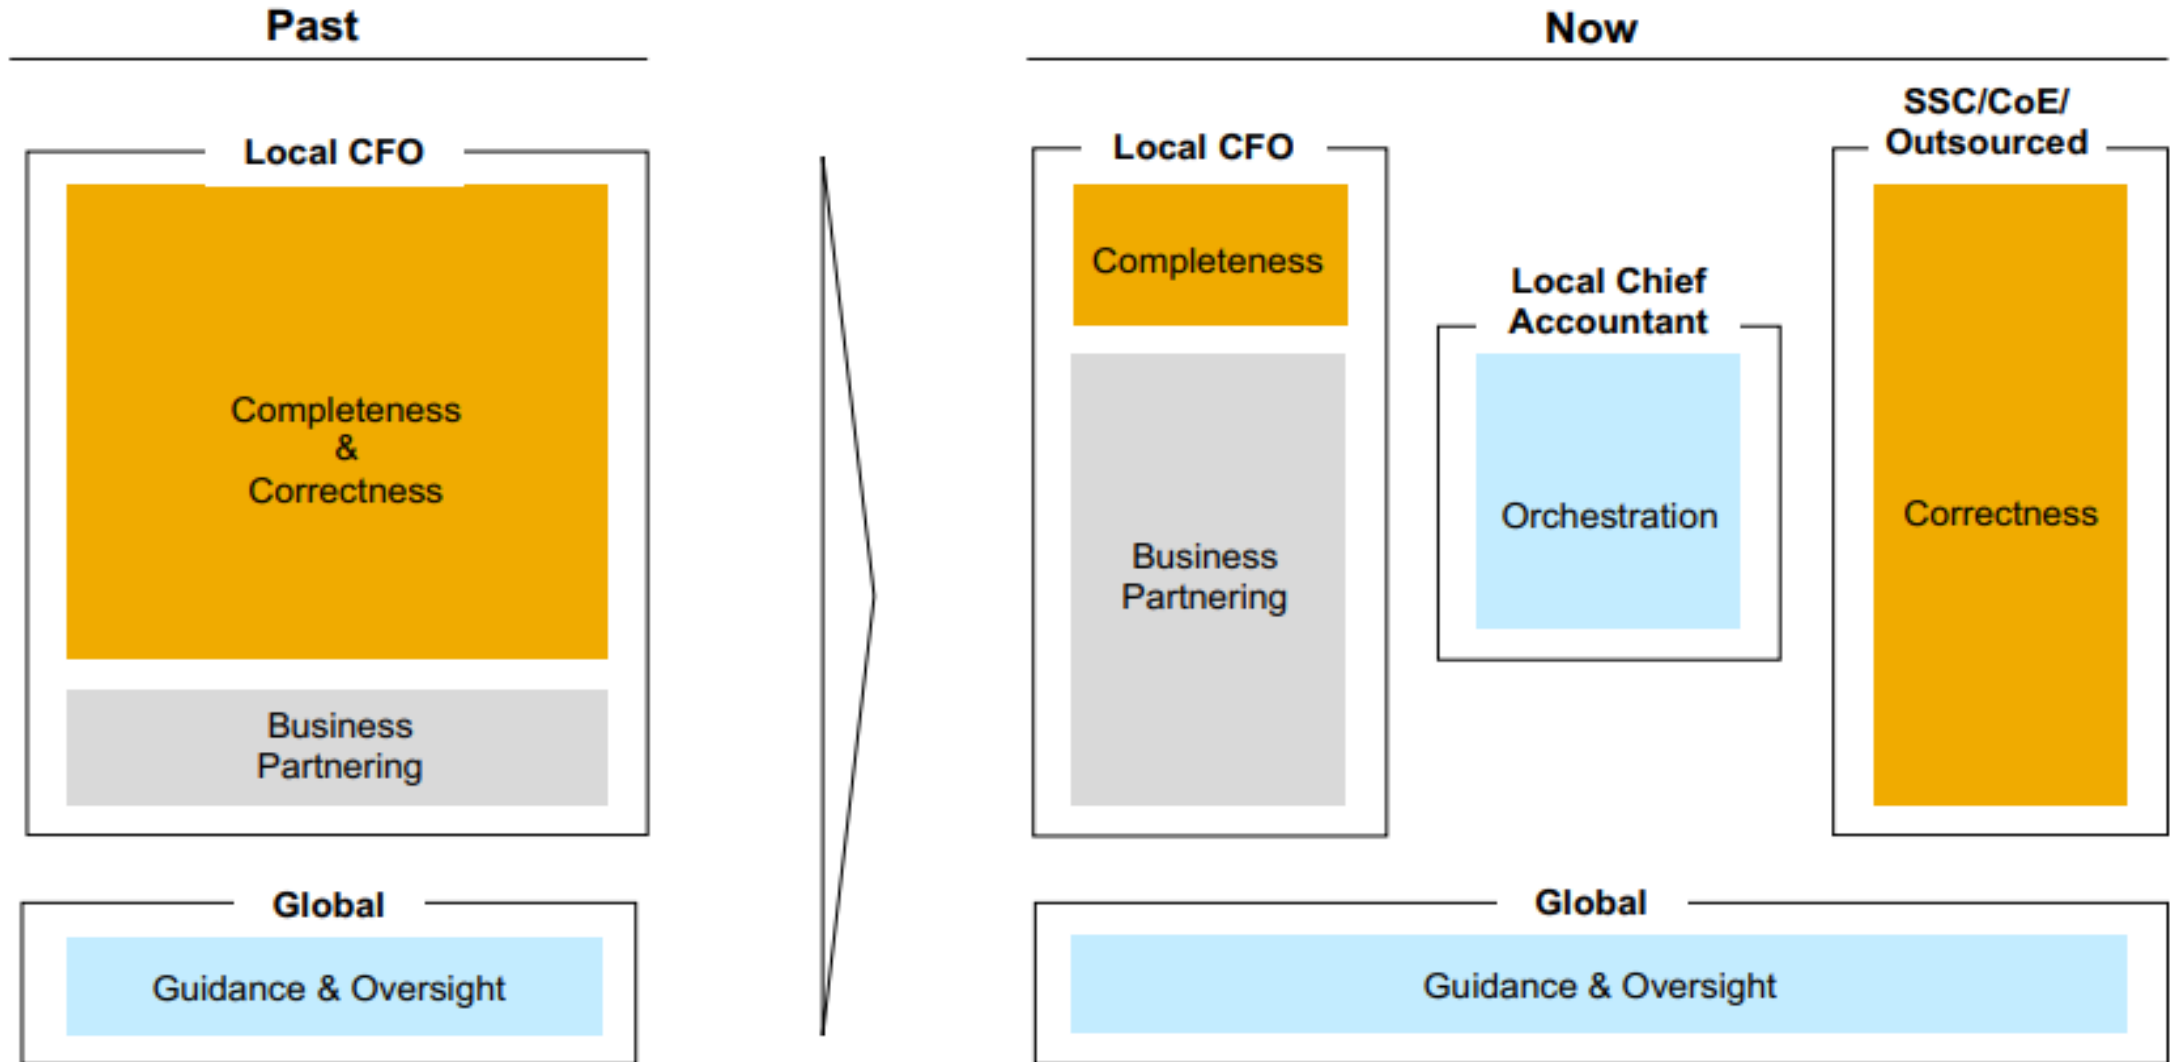 Past
Local CFO
Completeness
&
Correctness
Business
Partnering
Global
Guidance & Oversight
Now
Local CFO
Completeness
Business
Partnering
Local Chief
Accountant
Orchestration
SSC/CoE/
Outsourced
Correctness
Global
Guidance & Oversight